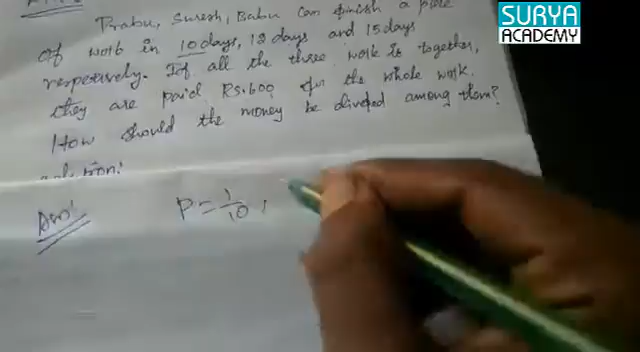 SURYA
ACADEMY
Prabu, Suresh, Babu can finish a piece
of work in 10 days, 12 days and 15 days
respectively. If all the three work is together,
they are paid Rs.600 for the whole work.
How should the money be divided among them?
Ans:
P = 1/10 ,